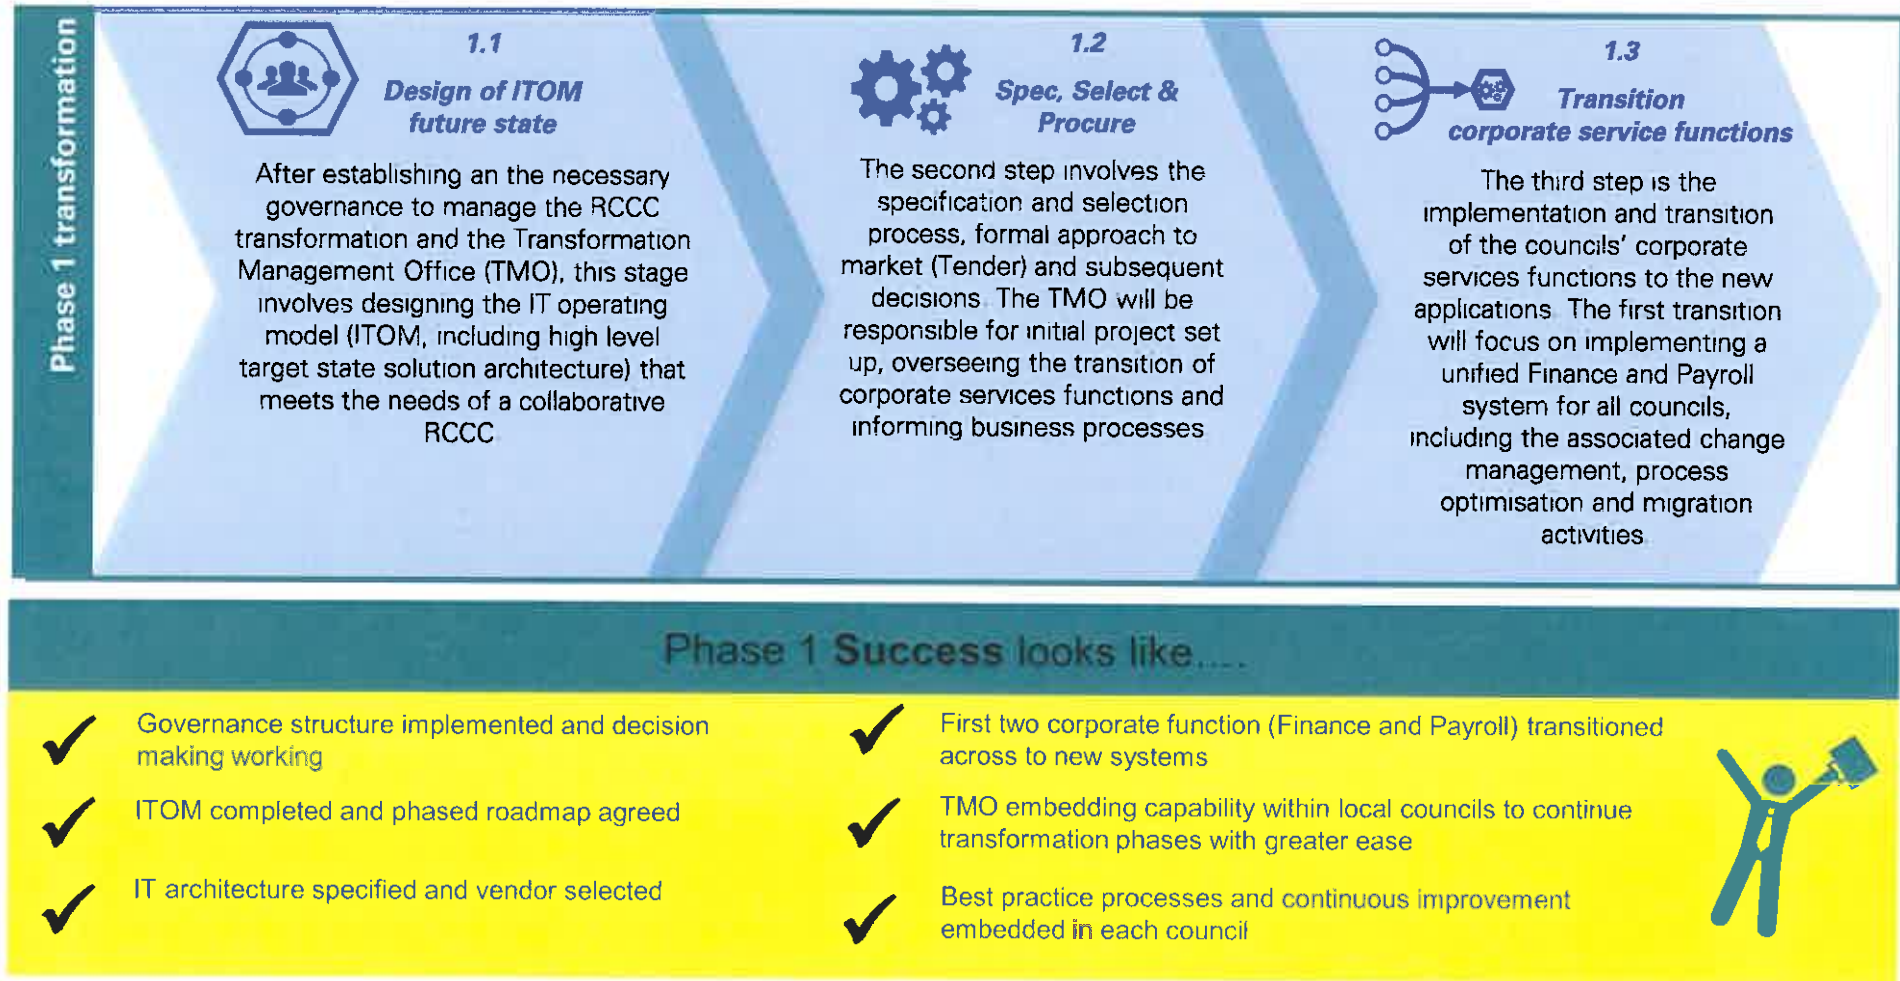 Phase 1 transformation
1.1
Design of ITOM
future state
After establishing an the necessary
governance to manage the RCCC
transformation and the Transformation
Management Office (TMO), this stage
involves designing the IT operating
model (ITOM, including high level
target state solution architecture) that
meets the needs of a collaborative
RCCC
1.2
Spec, Select &
Procure
The second step involves the
specification and selection
process, formal approach to
market (Tender) and subsequent
decisions. The TMO will be
responsible for initial project set
up, overseeing the transition of
corporate services functions and
informing business processes
1.3
Transition
corporate service functions
The third step is the
implementation and transition
of the councils' corporate
services functions to the new
applications. The first transition
will focus on implementing a
unified Finance and Payroll
system for all councils,
including the associated change
management, process
optimisation and migration
activities
Phase 1 Success looks like....
Governance structure implemented and decision
making working
ITOM completed and phased roadmap agreed
IT architecture specified and vendor selected
First two corporate function (Finance and Payroll) transitioned
across to new systems
TMO embedding capability within local councils to continue
transformation phases with greater ease
Best practice processes and continuous improvement
embedded in each council